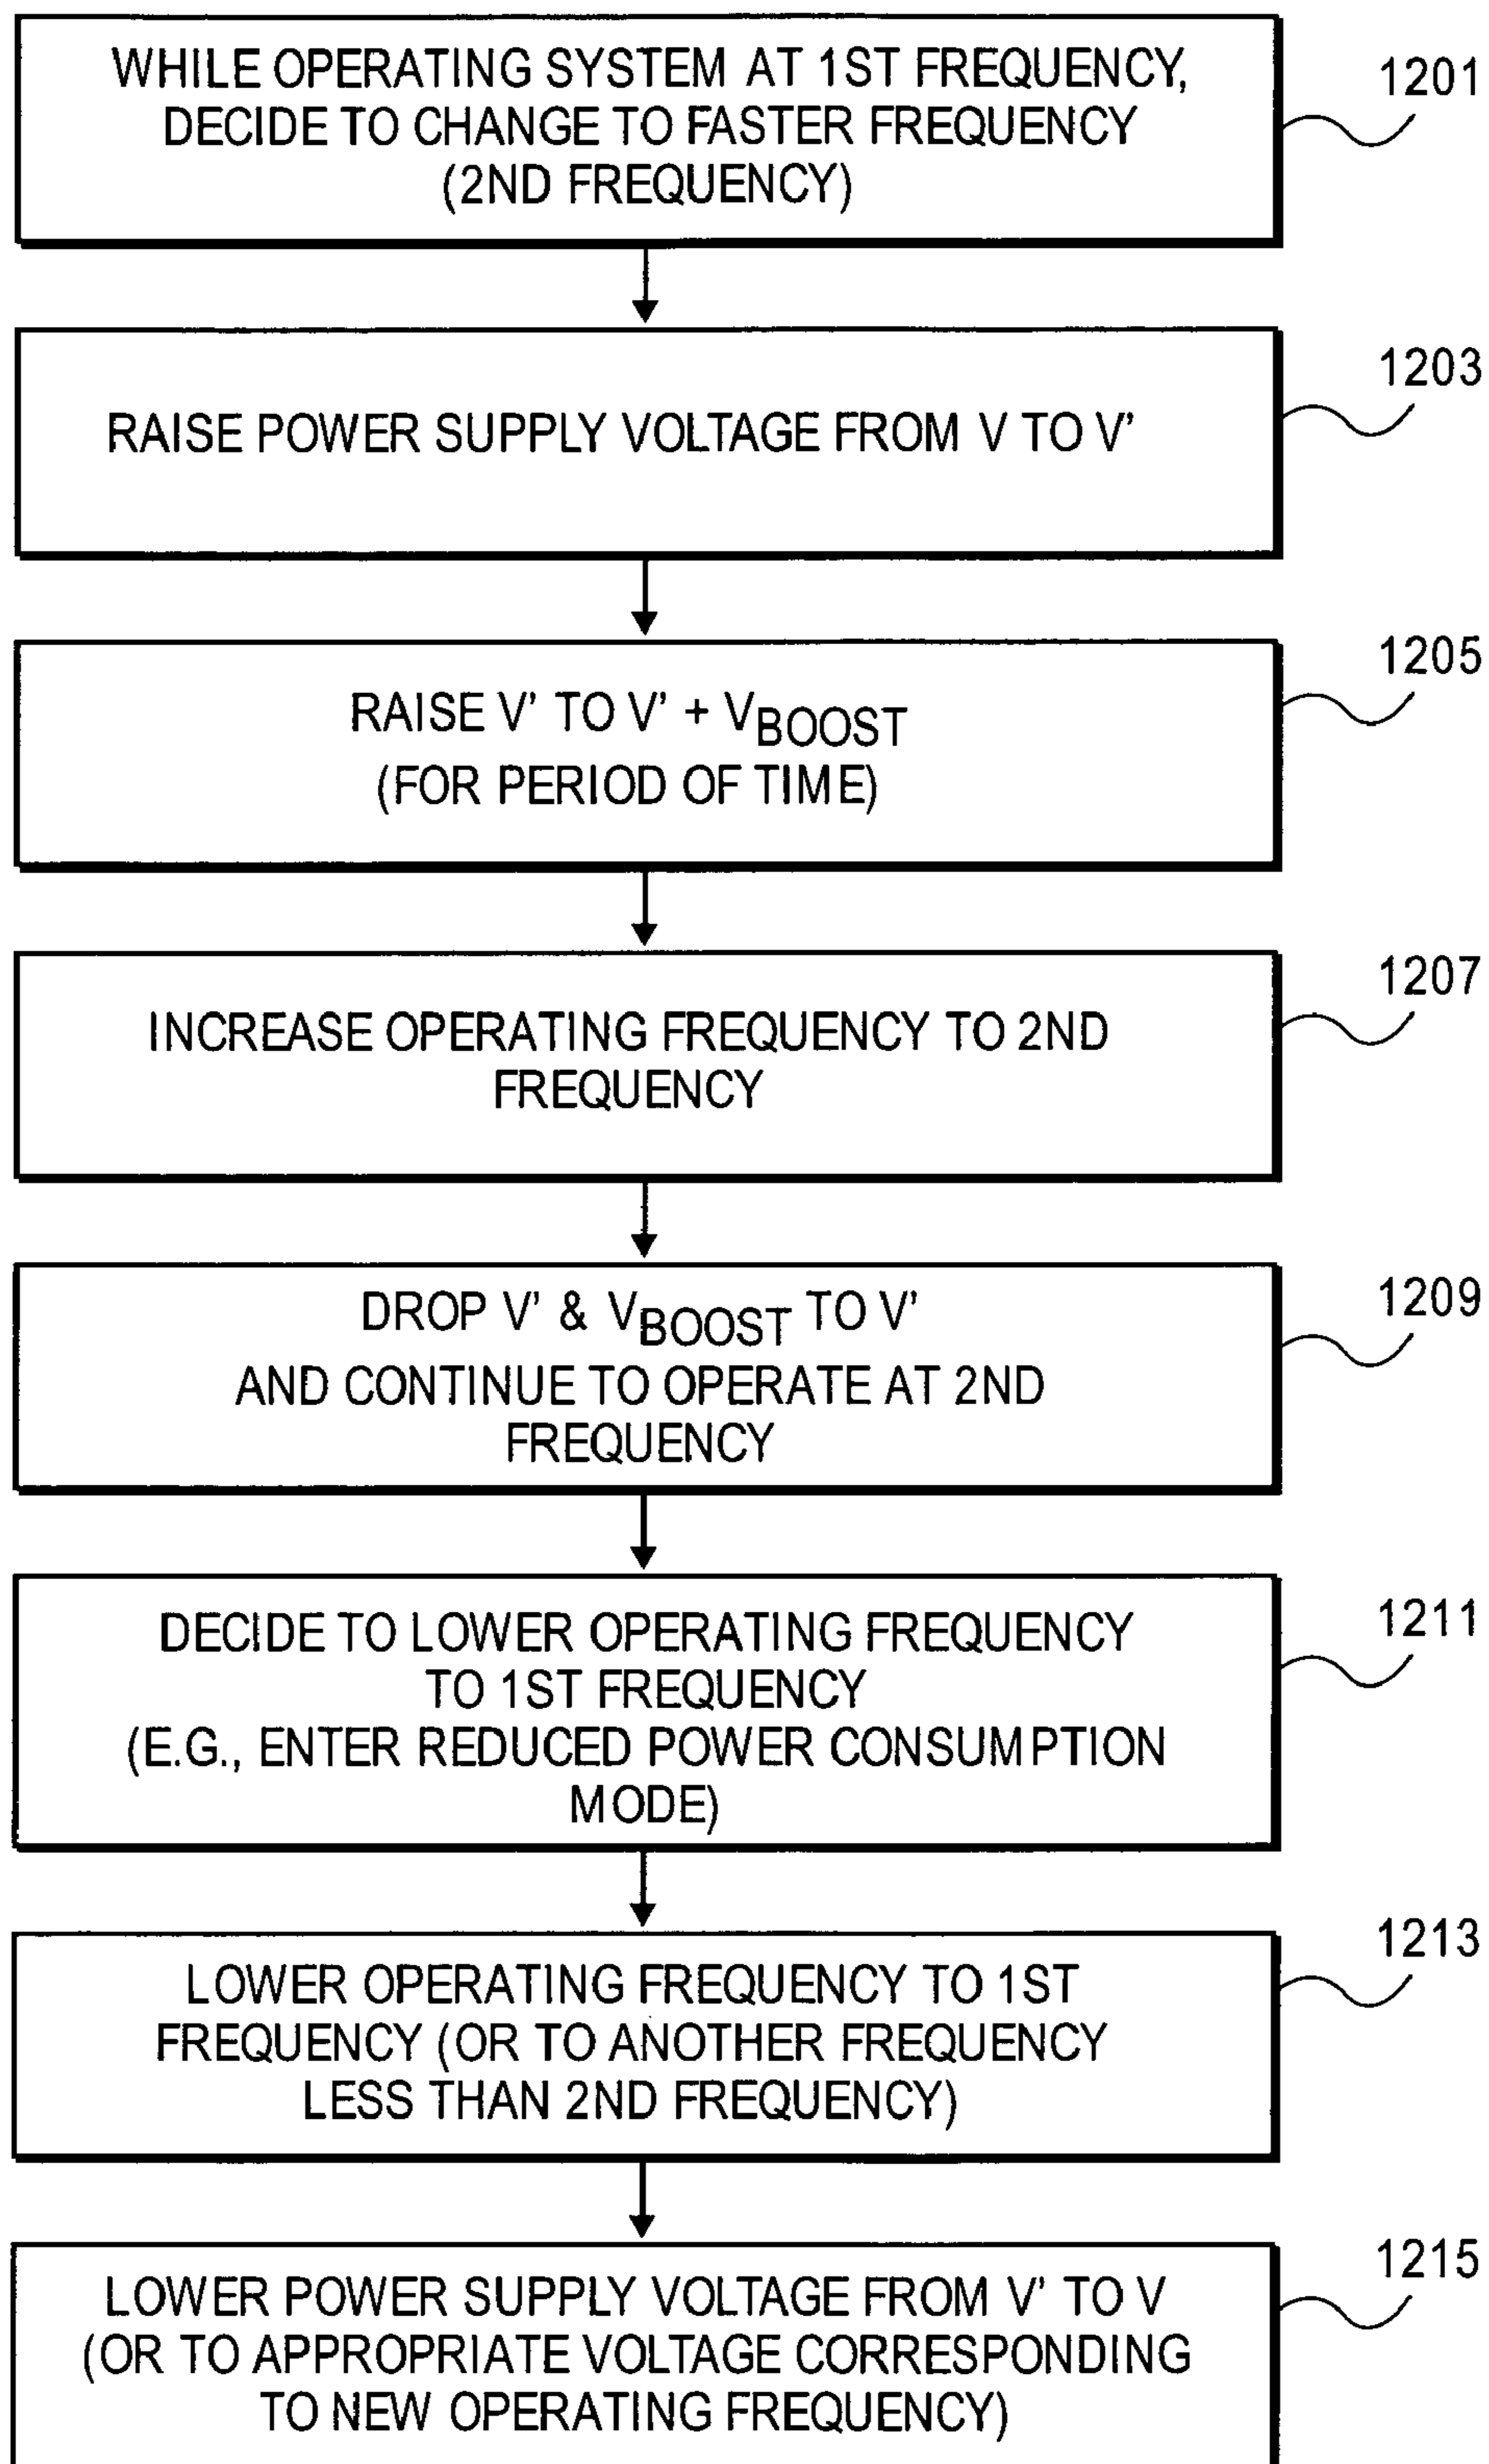 WHILE OPERATING SYSTEM AT 1ST FREQUENCY,
DECIDE TO CHANGE TO FASTER FREQUENCY
(2ND FREQUENCY)
1201
RAISE POWER SUPPLY VOLTAGE FROM V TO V'
1203
RAISE V' TO V' + VBOOST
(FOR PERIOD OF TIME)
1205
INCREASE OPERATING FREQUENCY TO 2ND
FREQUENCY
1207
DROP V' & VBOOST TO V'
AND CONTINUE TO OPERATE AT 2ND
FREQUENCY
1209
DECIDE TO LOWER OPERATING FREQUENCY
TO 1ST FREQUENCY
(E.G., ENTER REDUCED POWER CONSUMPTION
MODE)
1211
LOWER OPERATING FREQUENCY TO 1ST
FREQUENCY (OR TO ANOTHER FREQUENCY
LESS THAN 2ND FREQUENCY)
1213
LOWER POWER SUPPLY VOLTAGE FROM V' TO V
(OR TO APPROPRIATE VOLTAGE CORRESPONDING
TO NEW OPERATING FREQUENCY)
1215